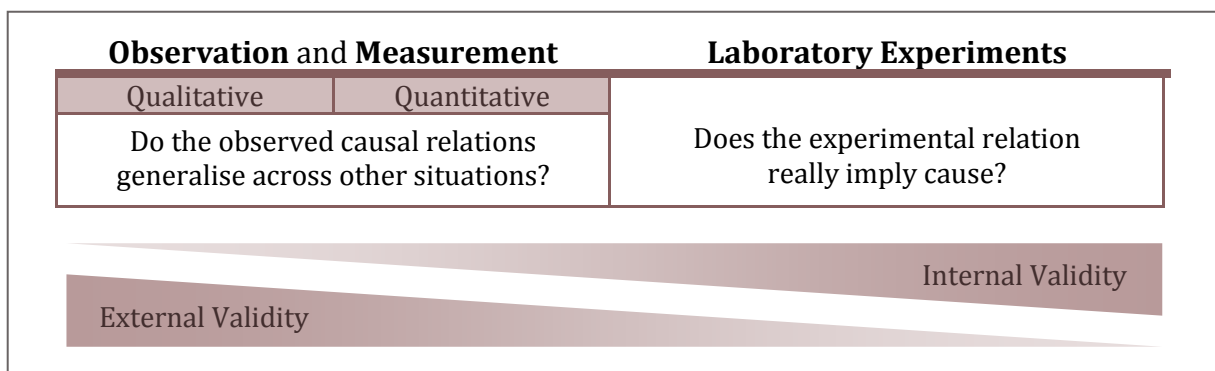 Observation and Measurement
Laboratory Experiments
Qualitative
Quantitative
Do the observed causal relations
generalise across other situations?
Does the experimental relation
really imply cause?
Internal Validity
External Validity